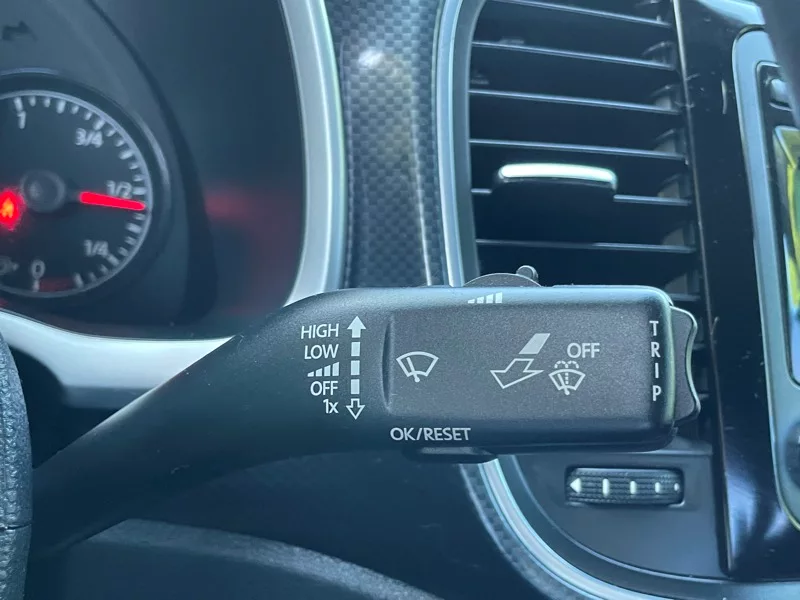 1
3/4
1/2
1/4
0
HIGH
LOW
OFF
1x
OFF
TRIP
OK/RESET